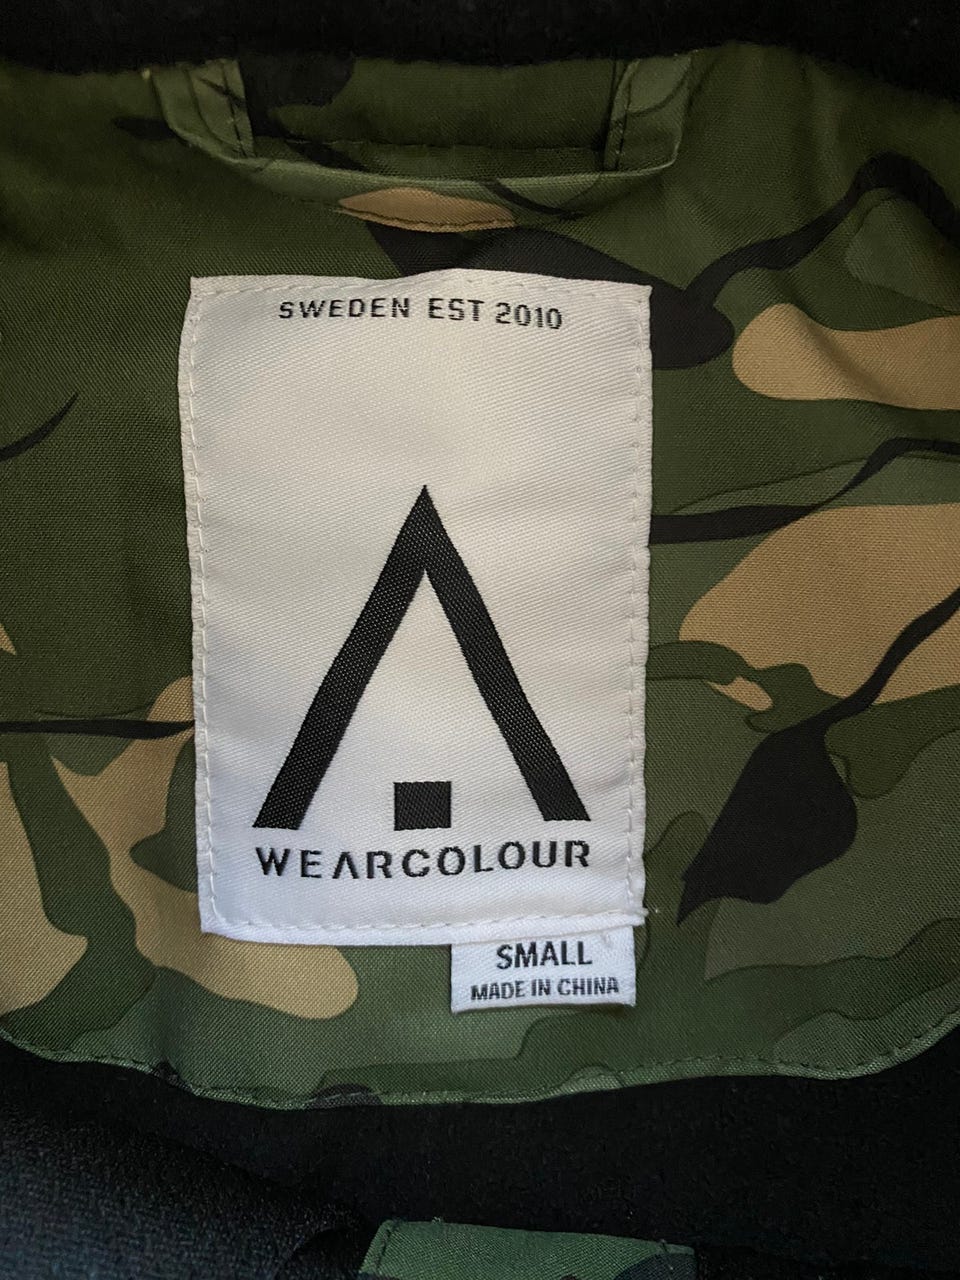 SWEDEN EST 2010
WEARCOLOUR
SMALL
MADE IN CHINA